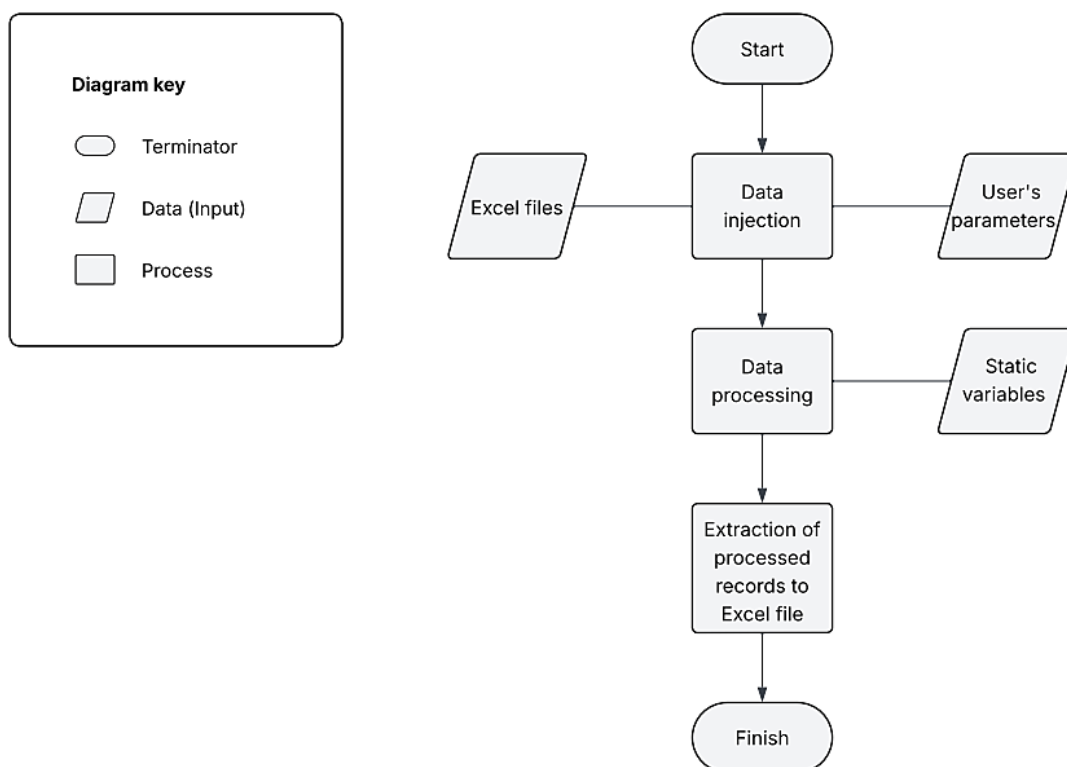 Diagram key
Terminator
Data (Input)
Process
Start
Excel files
Data
injection
User's
parameters
Data
processing
Static
variables
Extraction of
processed
records to
Excel file
Finish